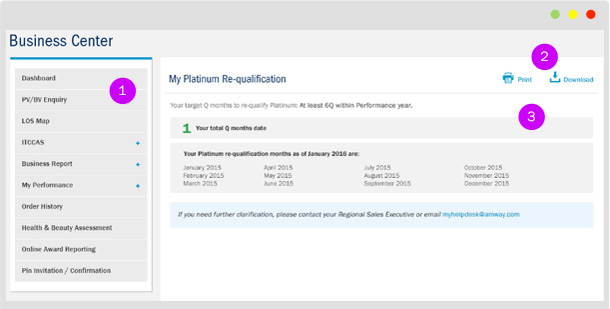 Business Center
Dashboard
PV/BV Enquiry
1
LOS Map
ITCCAS +
Business Report +
My Performance +
Order History
Health & Beauty Assessment
Online Award Reporting
Pin Invitation / Confirmation
2
My Platinum Re-qualification
Print
Download
3
Your target Q months to re-qualify Platinum: At least 6Q within Performance year.
1 Your total Q months date
Your Platinum re-qualification months as of January 2016 are:
January 2015 April 2015 July 2015 October 2015
February 2015 May 2015 August 2015 November 2015
March 2015 June 2015 September 2015 December 2015
If you need further clarification, please contact your Regional Sales Executive or email myhelpdesk@amway.com